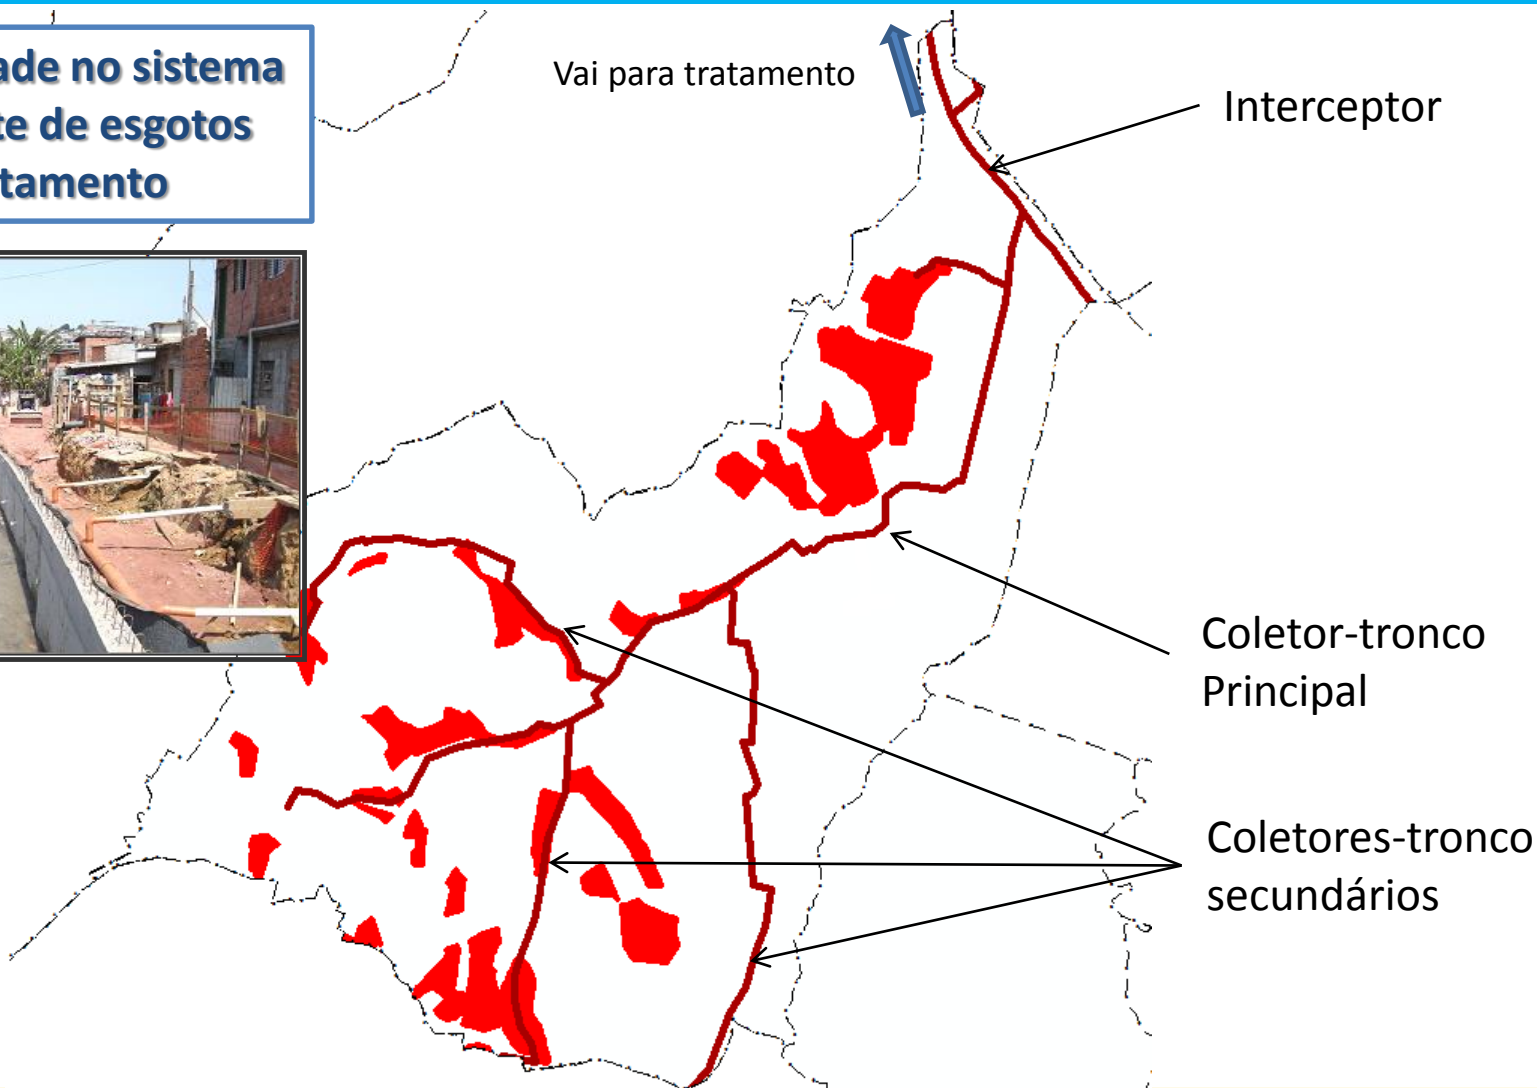 ade no sistema
te de esgotos
tamento
Vai para tratamento
Interceptor
Coletor-tronco
Principal
Coletores-tronco
secundários